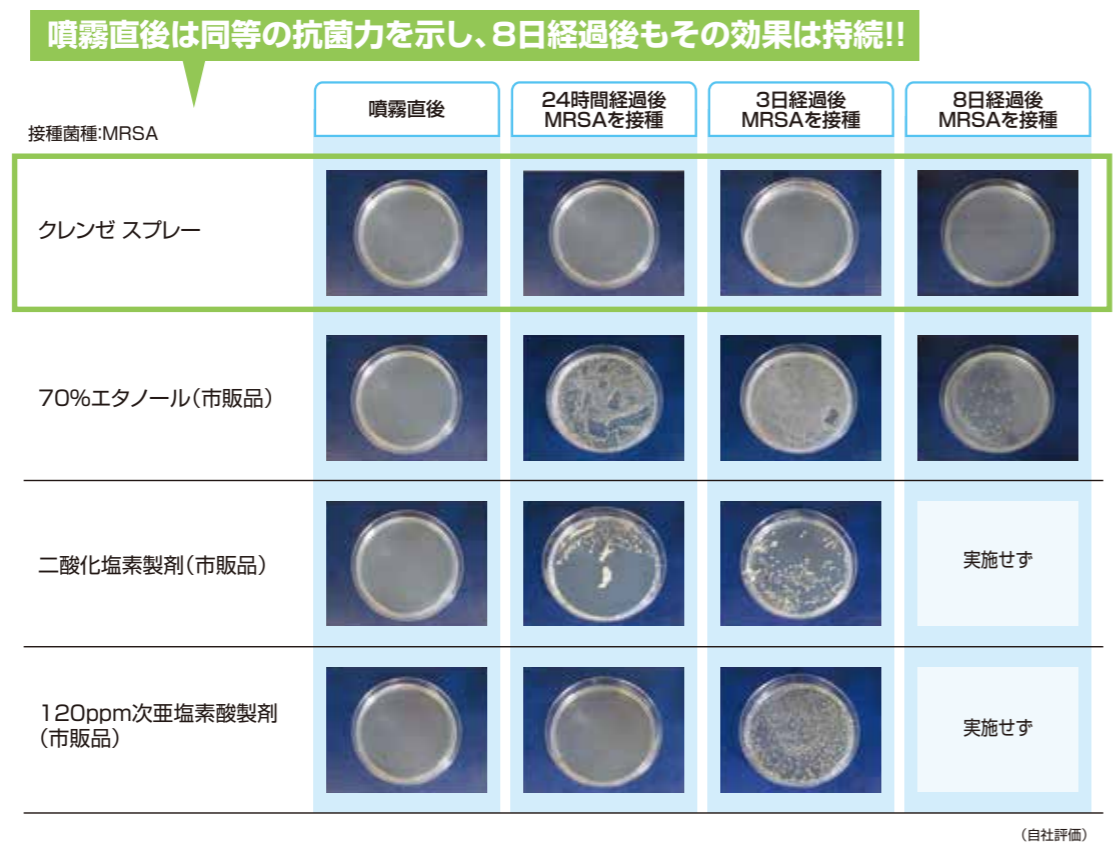 噴霧直後は同等の抗菌力を示し、8日経過後もその効果は持続!!
接種菌種:MRSA
噴霧直後
24時間経過後
MRSAを接種
3日経過後
MRSAを接種
8日経過後
MRSAを接種
クレンゼ スプレー
70%エタノール(市販品)
二酸化塩素製剤(市販品)
実施せず
120ppm次亜塩素酸製剤
(市販品)
実施せず
(自社評価)